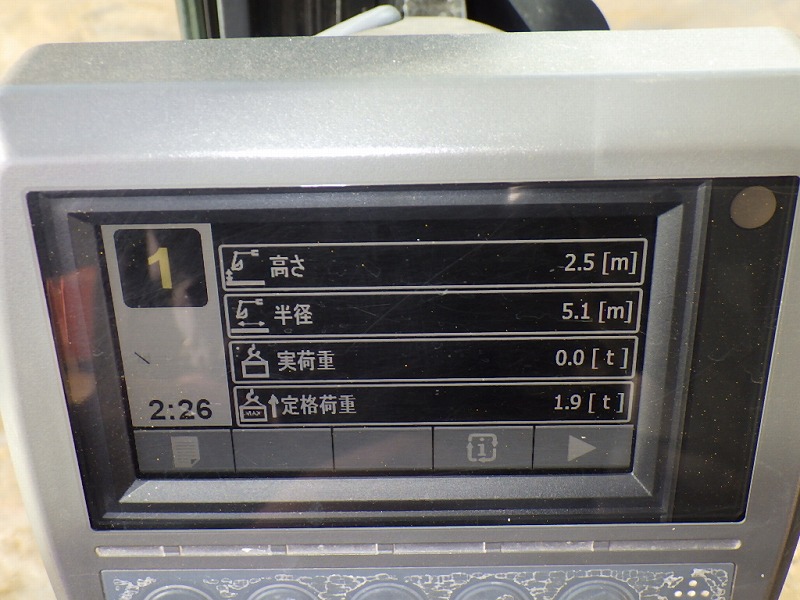 1
高さ 2.5 [m]
半径 5.1 [m]
実荷重 0.0 [ t ]
MAX 定格荷重 1.9 [ t ]
2:26
i